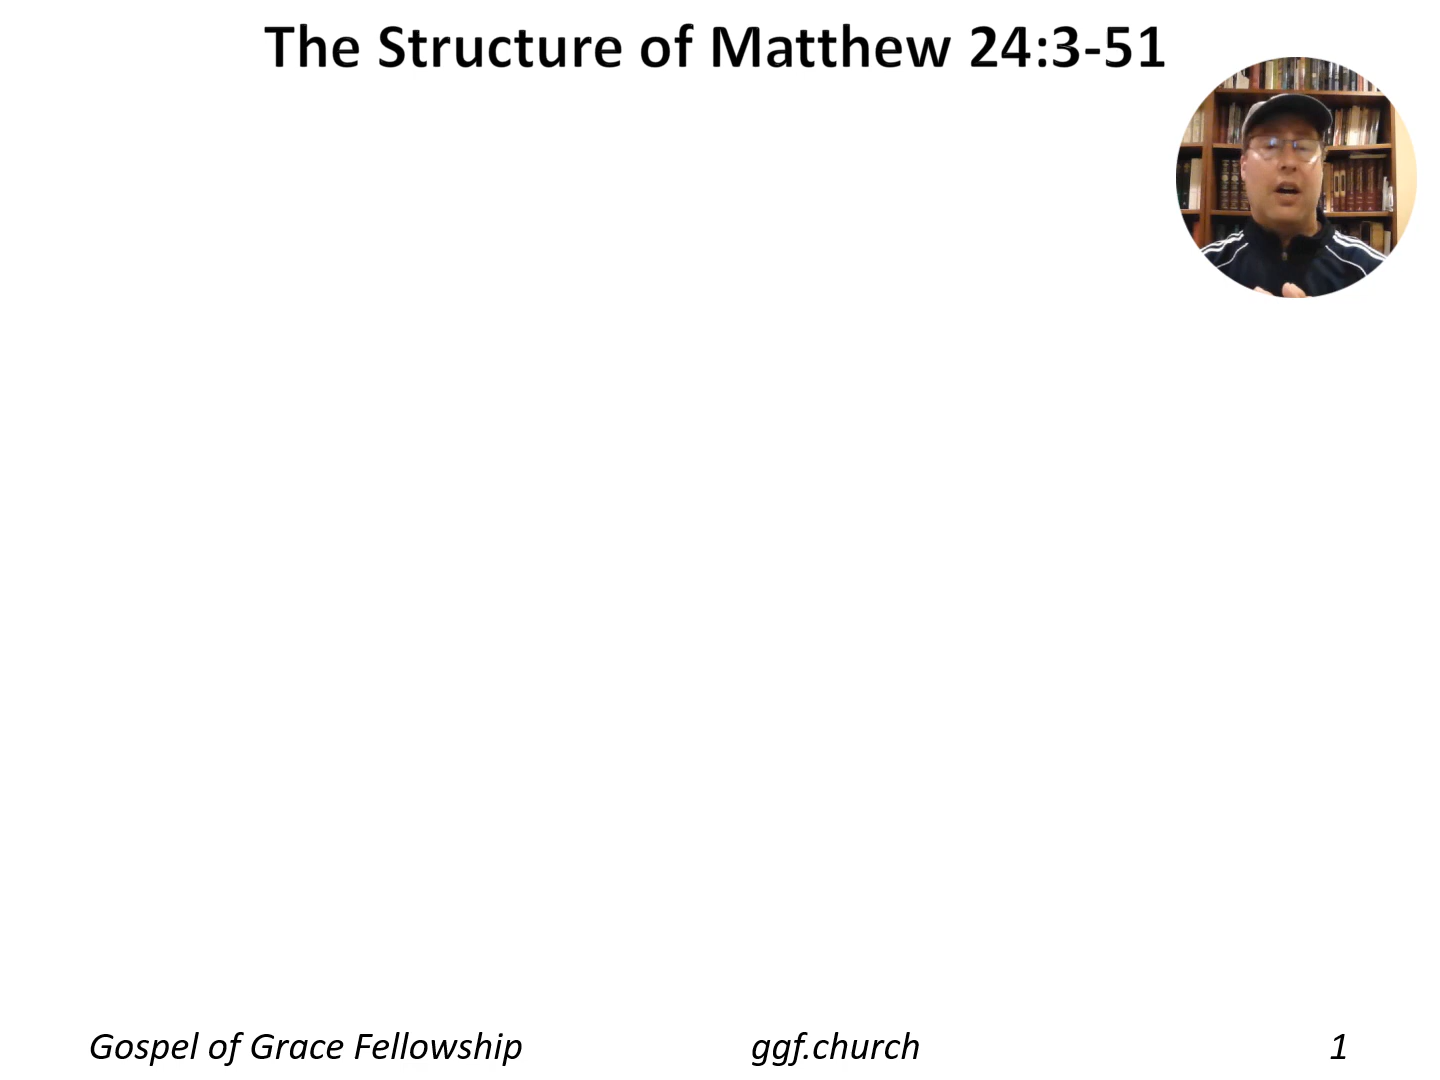 The Structure of Matthew 24:3-51
Gospel of Grace Fellowship ggf.church 1